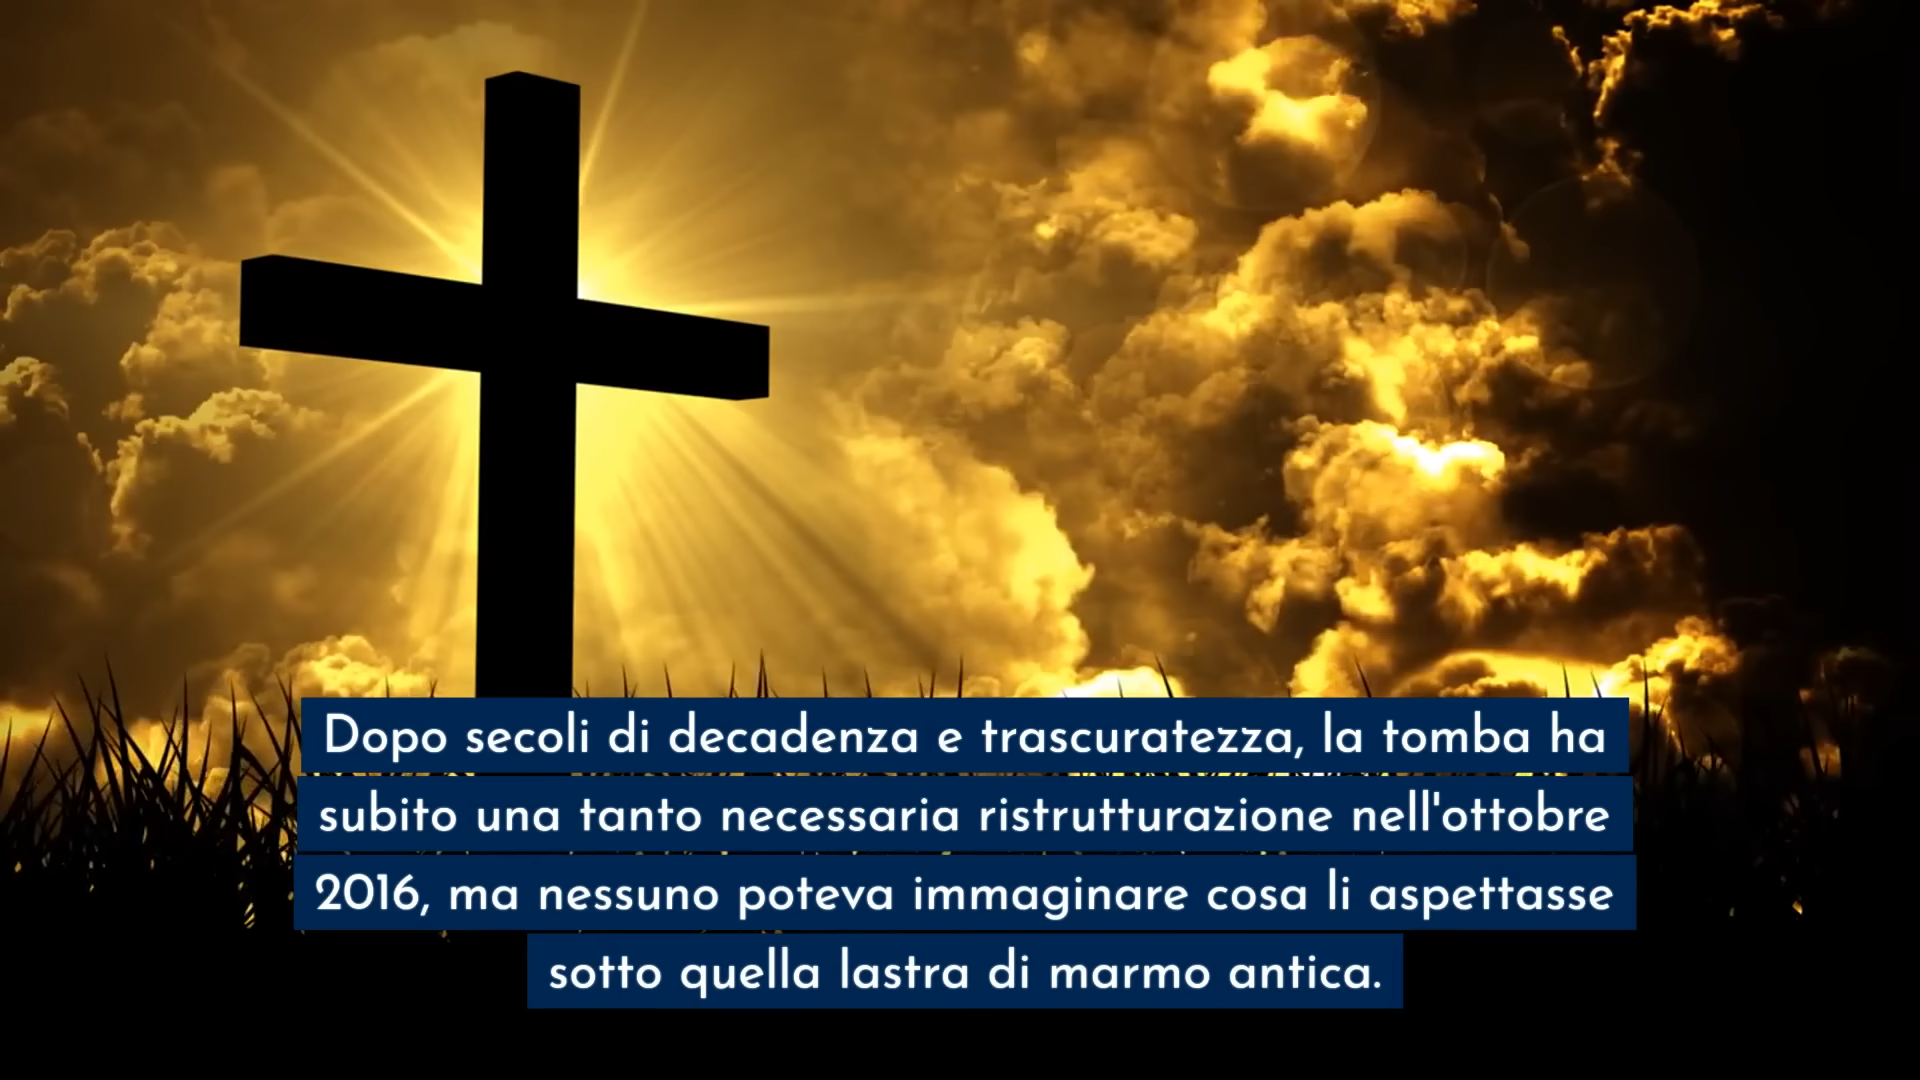 Dopo secoli di decadenza e trascuratezza, la tomba ha
subito una tanto necessaria ristrutturazione nell'ottobre
2016, ma nessuno poteva immaginare cosa li aspettasse
sotto quella lastra di marmo antica.